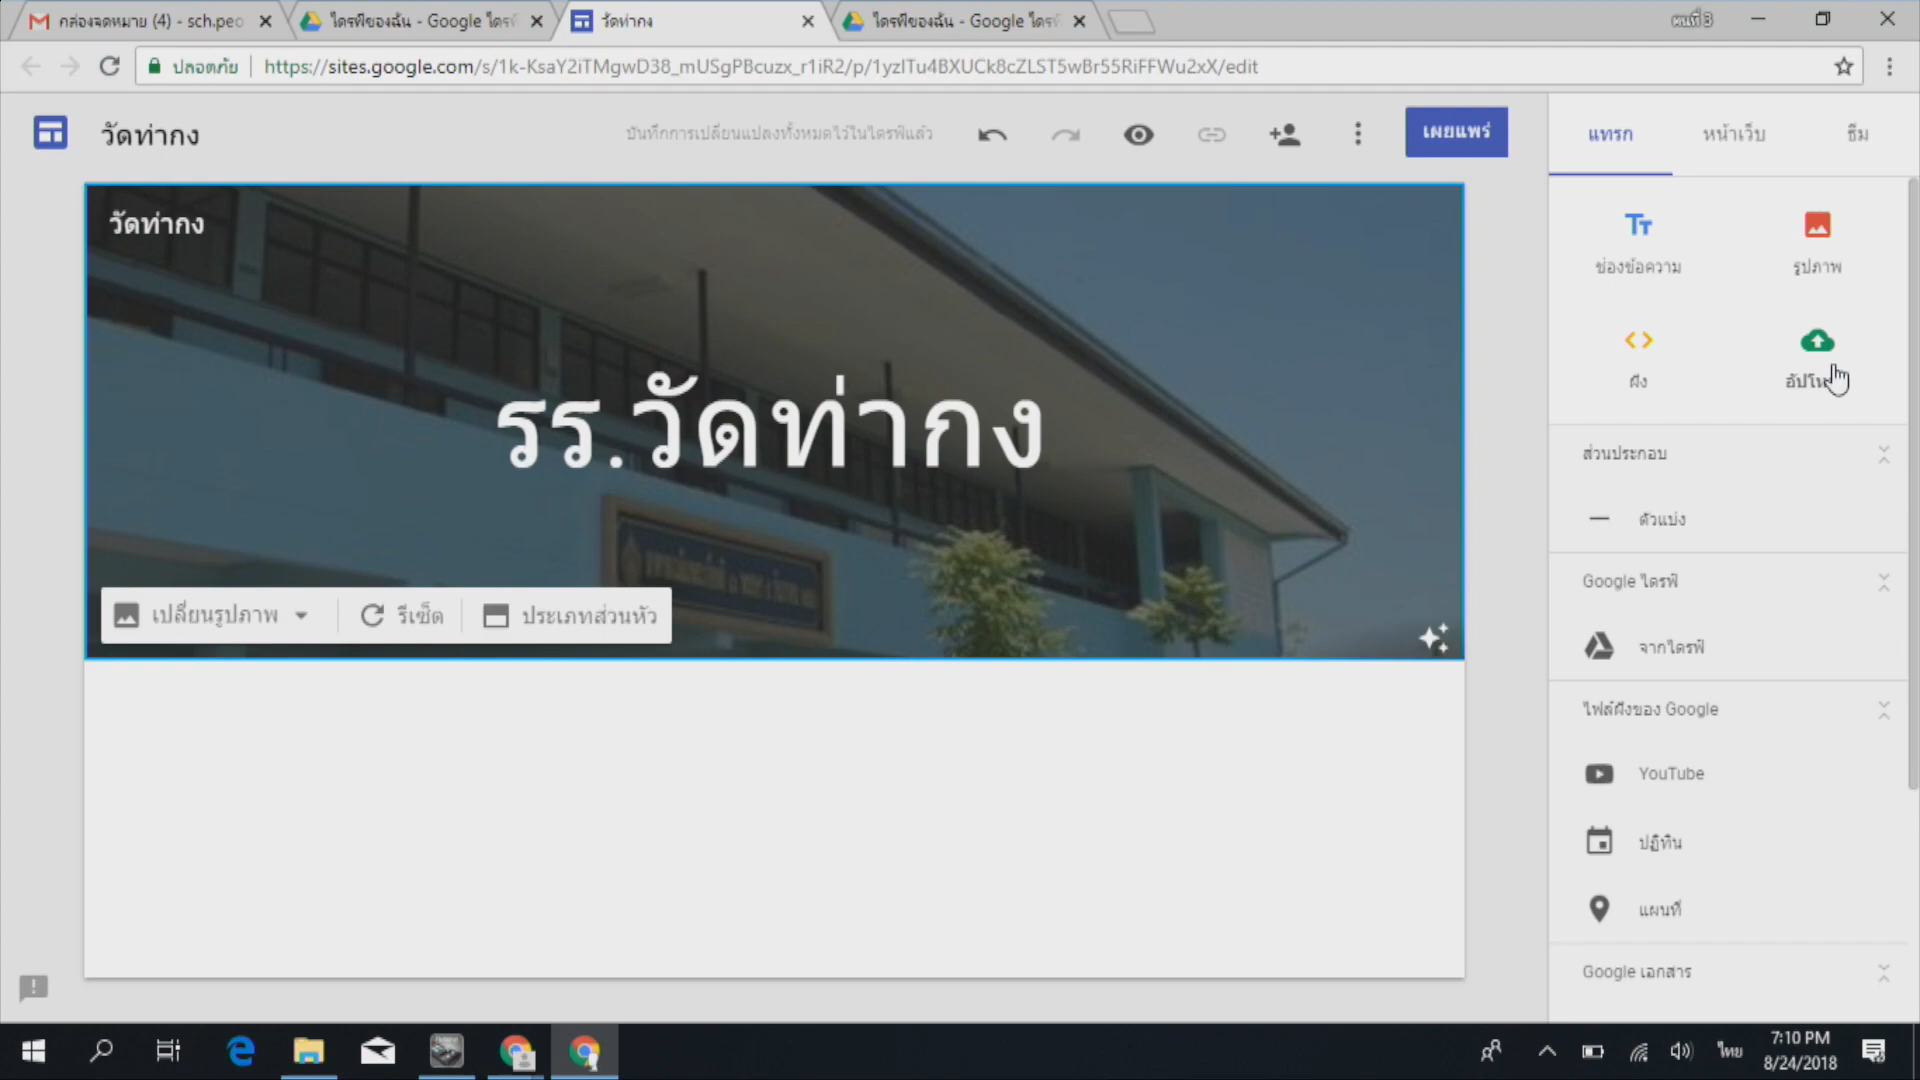 กล่องจดหมาย (4) - sch.peo
ไดรฟ์ของฉัน - Google ไดรฟ์
วัดท่ากง
ไดรฟ์ของฉัน - Google ไดรฟ์
คนที่ 3
ปลอดภัย
https://sites.google.com/s/1k-KsaY2iTMgwD38_mUSgPBcuzx_r1iR2/p/1yzITu4BXUCk8cZLST5wBr55RiFFWu2xX/edit
วัดท่ากง
บันทึกการเปลี่ยนแปลงทั้งหมดไว้ในไดรฟ์แล้ว
เผยแพร่
แทรก
หน้าเว็บ
ธีม
วัดท่ากง
รร.วัดท่ากง
เปลี่ยนรูปภาพ
รีเซ็ต
ประเภทส่วนหัว
ช่องข้อความ
รูปภาพ
ฝัง
อัปโห
ส่วนประกอบ
ตัวแบ่ง
Google ไดรฟ์
จากไดรฟ์
ไฟล์ฝังของ Google
YouTube
ปฏิทิน
แผนที่
Google เอกสาร
ไทย
7:10 PM
8/24/2018